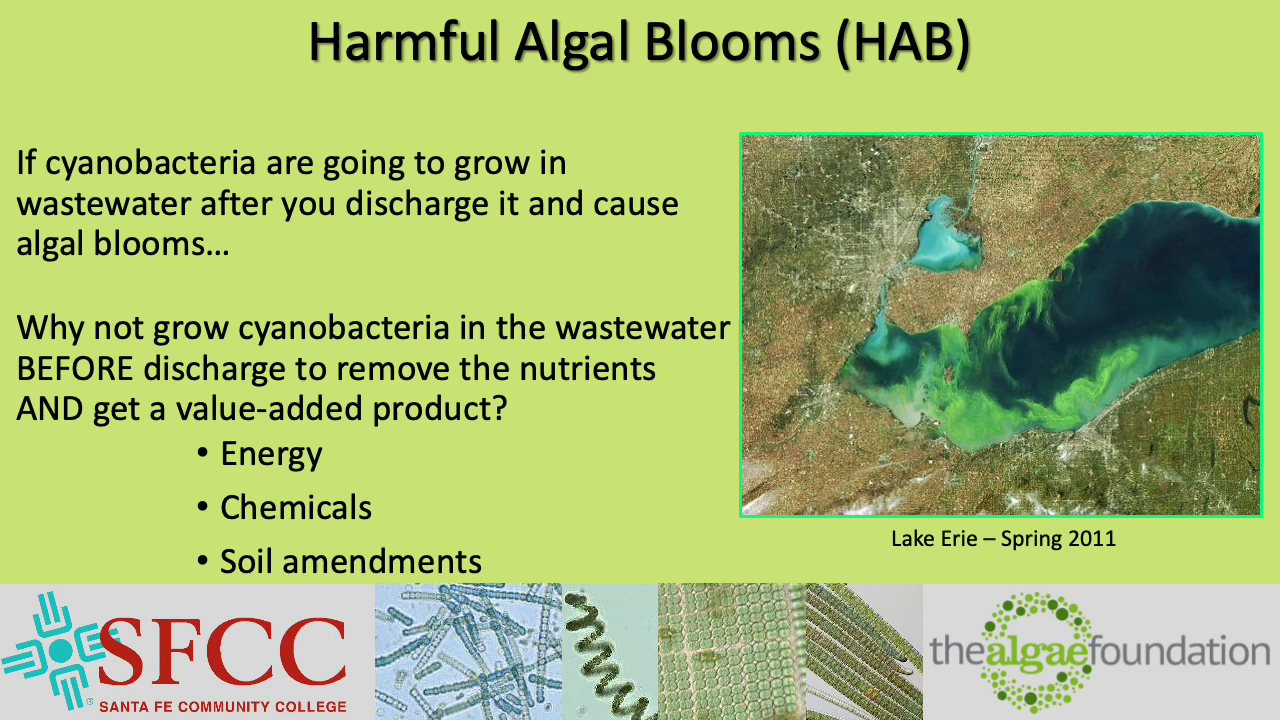 Harmful Algal Blooms (HAB)
If cyanobacteria are going to grow in
wastewater after you discharge it and cause
algal blooms…
Why not grow cyanobacteria in the wastewater
BEFORE discharge to remove the nutrients
AND get a value-added product?
• Energy
• Chemicals
• Soil amendments
Lake Erie – Spring 2011
SFCC
®
SANTA FE COMMUNITY COLLEGE
thealgaefoundation